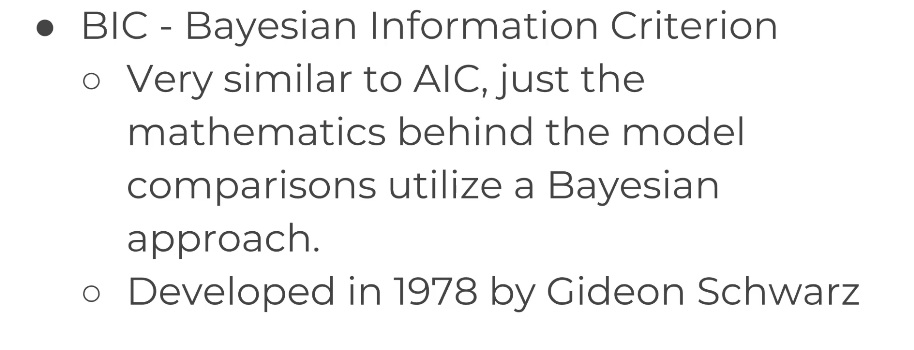 ● BIC - Bayesian Information Criterion
○ Very similar to AIC, just the
mathematics behind the model
comparisons utilize a Bayesian
approach.
○ Developed in 1978 by Gideon Schwarz